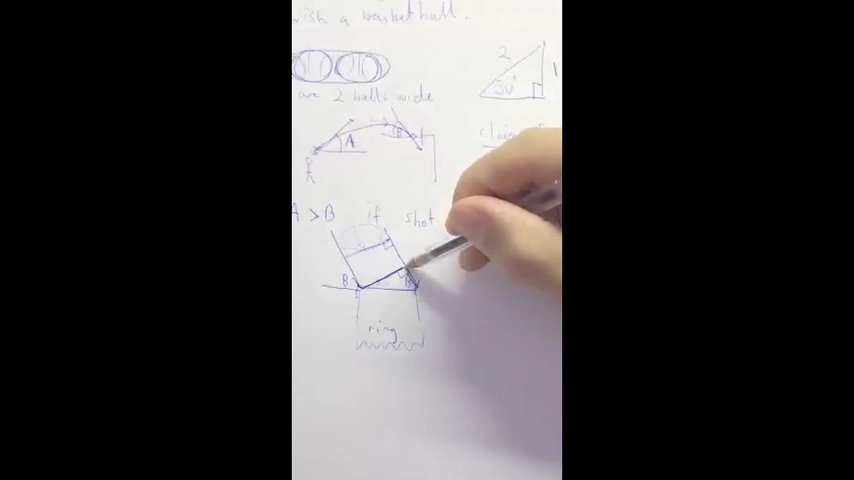 with a basketball.
2
1
30°
are 2 balls wide
A
B
A > B if shot
B
B
ring